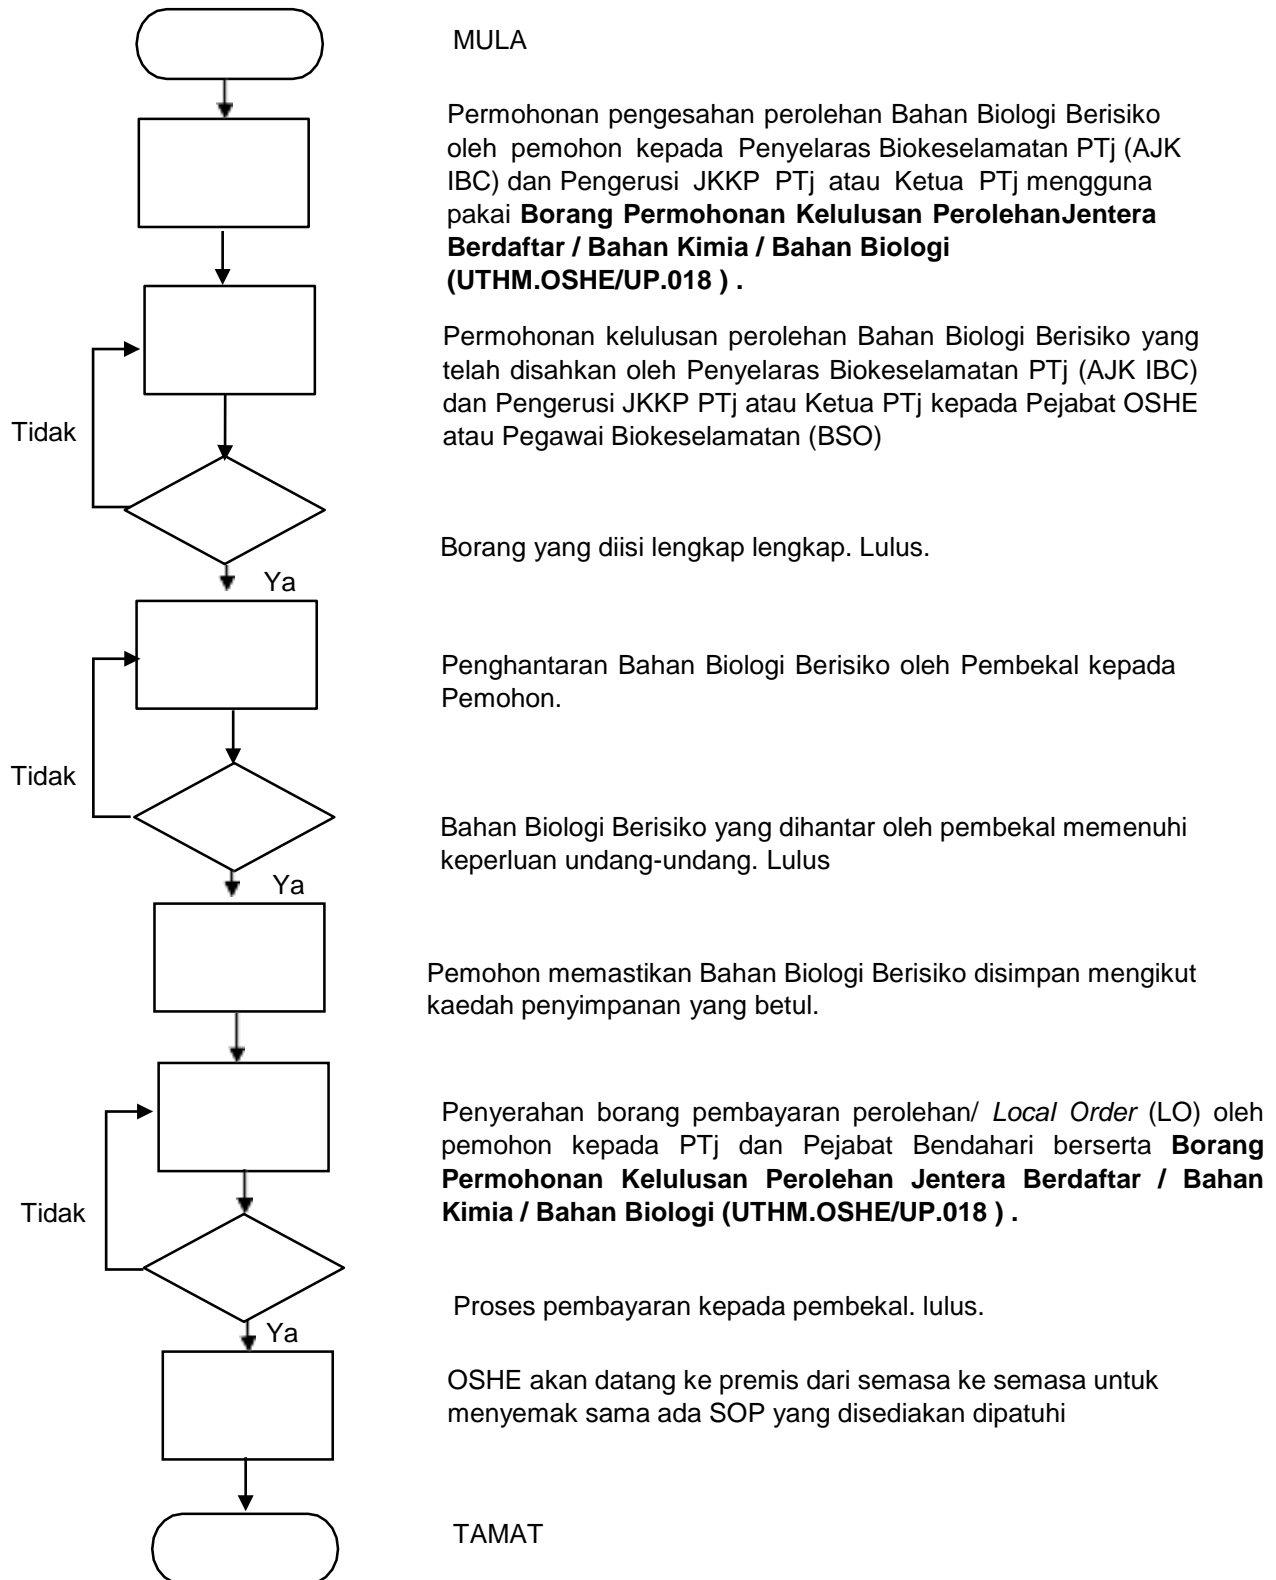 MULA
Permohonan pengesahan perolehan Bahan Biologi Berisiko
oleh pemohon kepada Penyelaras Biokeselamatan PTj (AJK
IBC) dan Pengerusi JKKP PTj atau Ketua PTj mengguna
pakai Borang Permohonan Kelulusan PerolehanJentera
Berdaftar / Bahan Kimia / Bahan Biologi
(UTHM.OSHE/UP.018 ) .
Permohonan kelulusan perolehan Bahan Biologi Berisiko yang
telah disahkan oleh Penyelaras Biokeselamatan PTj (AJK IBC)
dan Pengerusi JKKP PTj atau Ketua PTj kepada Pejabat OSHE
atau Pegawai Biokeselamatan (BSO)
Tidak
Borang yang diisi lengkap lengkap. Lulus.
Ya
Penghantaran Bahan Biologi Berisiko oleh Pembekal kepada
Pemohon.
Tidak
Bahan Biologi Berisiko yang dihantar oleh pembekal memenuhi
keperluan undang-undang. Lulus
Ya
Pemohon memastikan Bahan Biologi Berisiko disimpan mengikut
kaedah penyimpanan yang betul.
Penyerahan borang pembayaran perolehan/ Local Order (LO) oleh
pemohon kepada PTj dan Pejabat Bendahari berserta Borang
Permohonan Kelulusan Perolehan Jentera Berdaftar / Bahan
Kimia / Bahan Biologi (UTHM.OSHE/UP.018 ) .
Tidak
Proses pembayaran kepada pembekal. lulus.
Ya
OSHE akan datang ke premis dari semasa ke semasa untuk
menyemak sama ada SOP yang disediakan dipatuhi
TAMAT